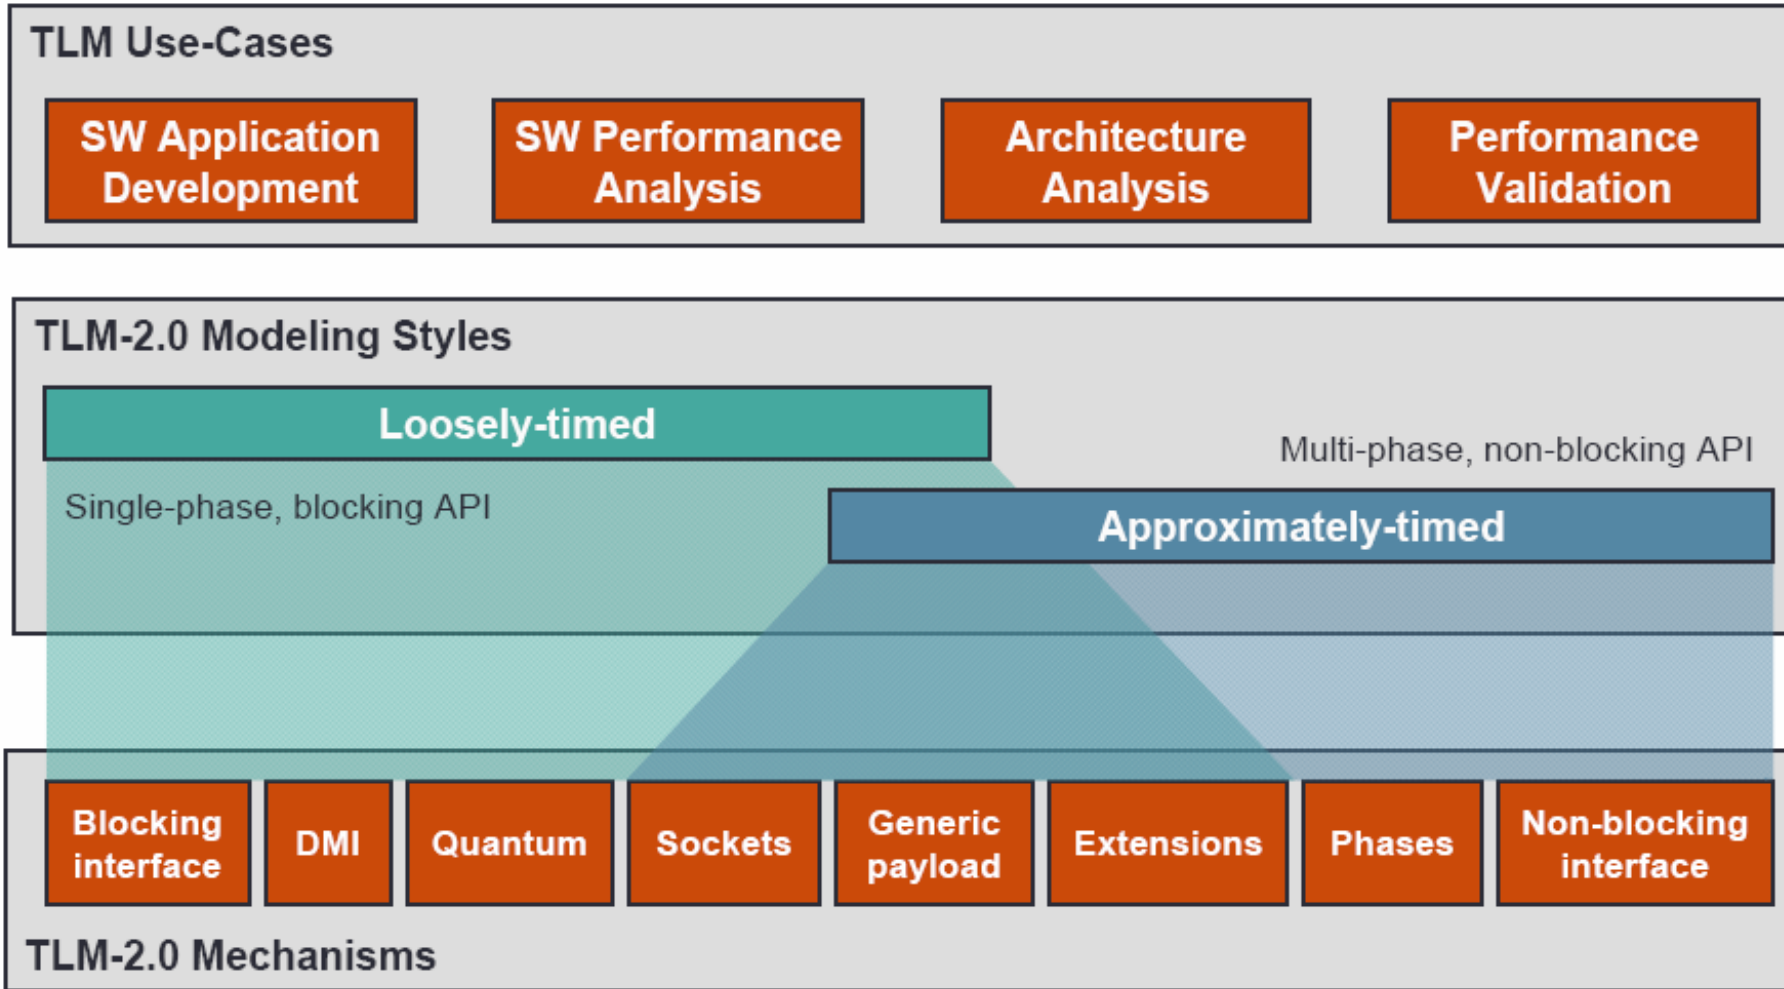 TLM Use-Cases
SW Application
Development
SW Performance
Analysis
Architecture
Analysis
Performance
Validation
TLM-2.0 Modeling Styles
Loosely-timed
Multi-phase, non-blocking API
Single-phase, blocking API
Approximately-timed
Blocking
interface
DMI
Quantum
Sockets
Generic
payload
Extensions
Phases
Non-blocking
interface
TLM-2.0 Mechanisms